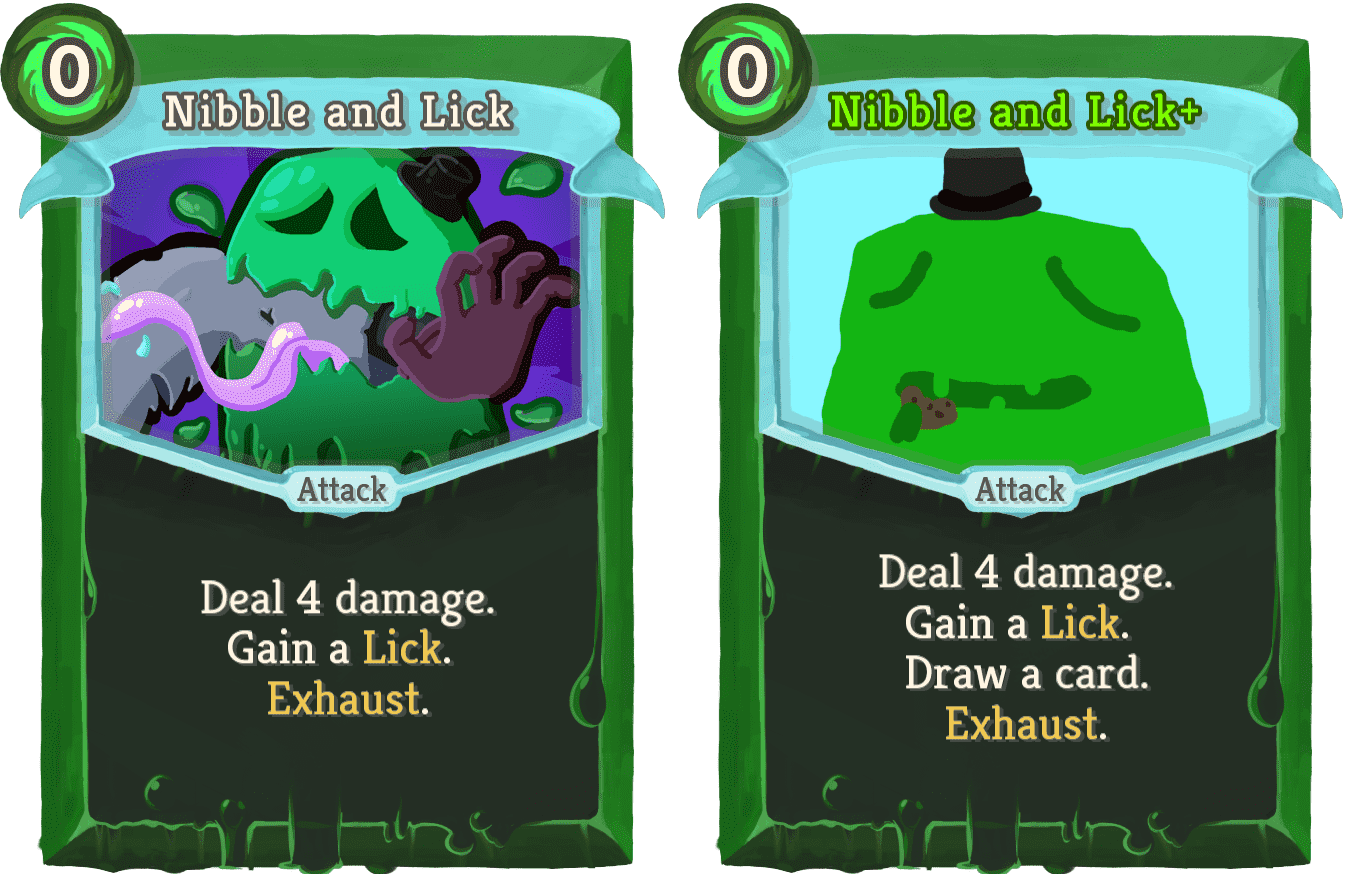 0
Nibble and Lick
Attack
Deal 4 damage.
Gain a Lick.
Exhaust.
0
Nibble and Lick+
Attack
Deal 4 damage.
Gain a Lick.
Draw a card.
Exhaust.